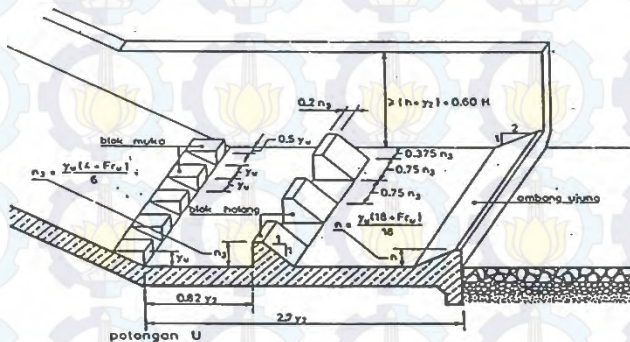 0.2 n₃
≥ (n + y₂) + 0.60 H
2
1
blok muka
0.5 yᵤ
yᵤ
yᵤ
0.375 n₃
0.75 n₃
0.75 n₃
n₃ = yᵤ(4 + Frᵤ)
6
blok halang
ambang ujung
n = yᵤ(18 + Frᵤ)
18
n₃
1
1
n
yᵤ
0.82 y₂
2.7 y₂
potongan U